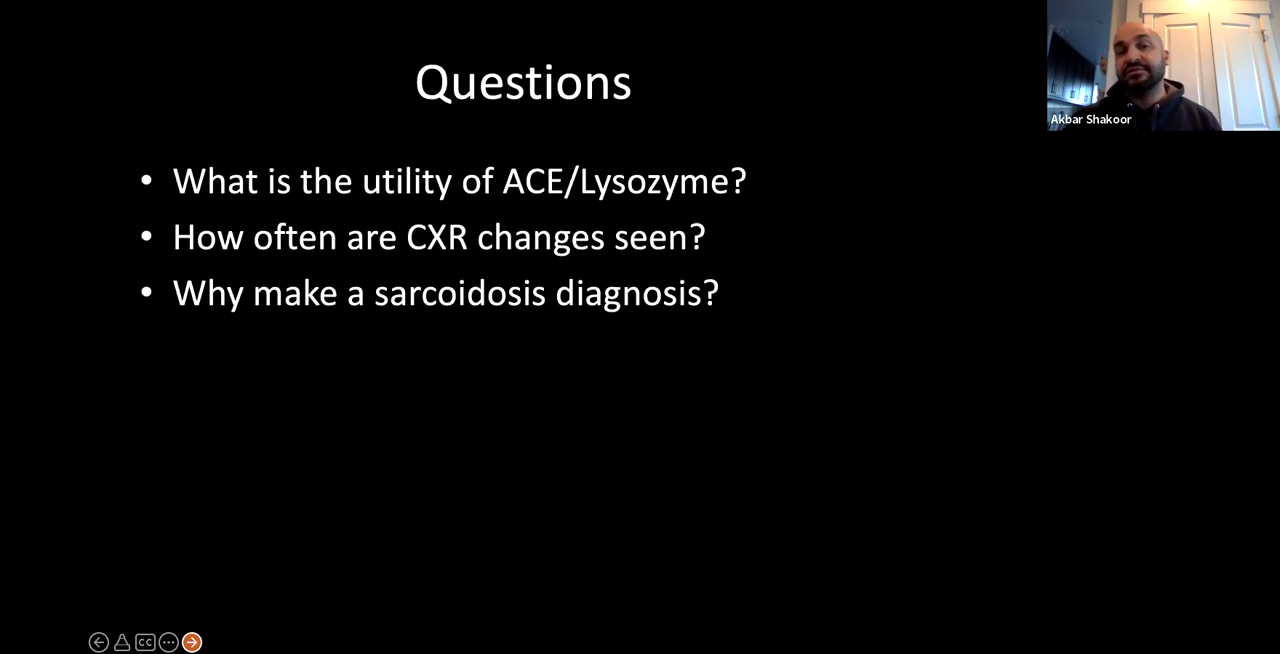 Questions
• What is the utility of ACE/Lysozyme?
• How often are CXR changes seen?
• Why make a sarcoidosis diagnosis?
Akbar Shakoor
CC